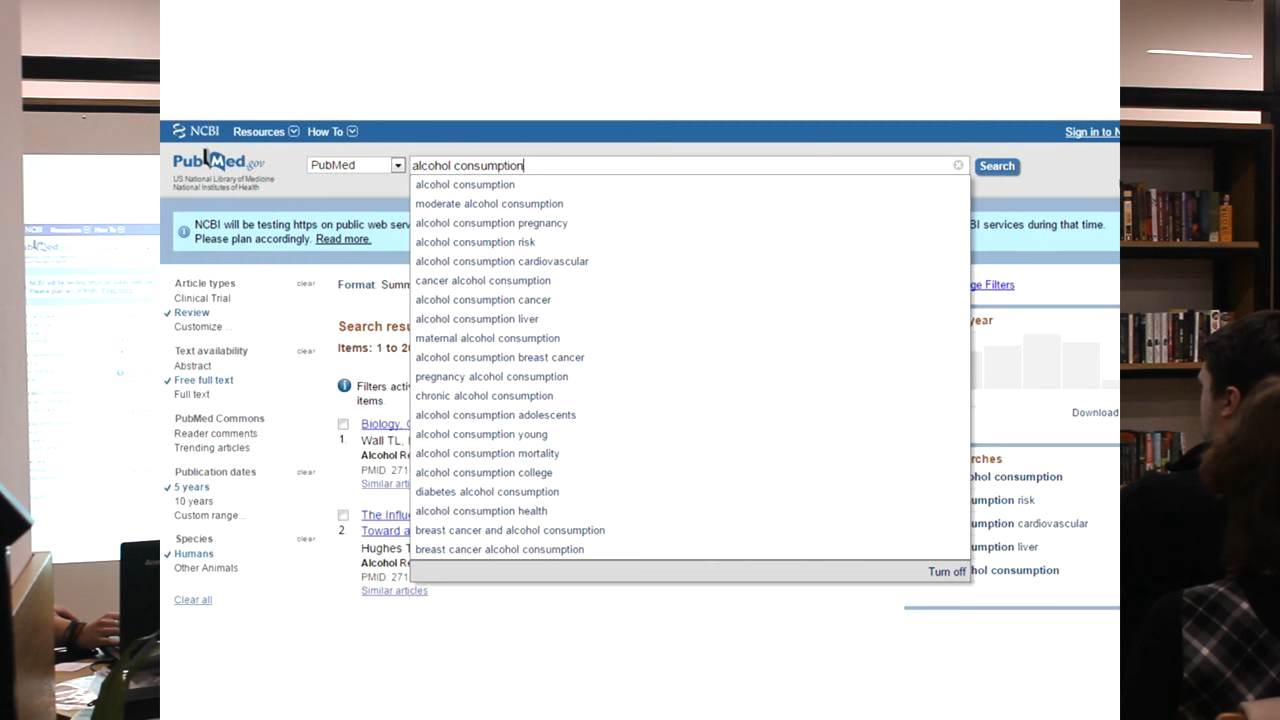 NCBI Resources How To Sign in to N
PubMed.gov
US National Library of Medicine
National Institutes of Health
PubMed
alcohol consumption
Search
NCBI will be testing https on public web serv
BI services during that time.
Please plan accordingly. Read more.
alcohol consumption
moderate alcohol consumption
alcohol consumption pregnancy
alcohol consumption risk
alcohol consumption cardiovascular
cancer alcohol consumption
alcohol consumption cancer
alcohol consumption liver
maternal alcohol consumption
alcohol consumption breast cancer
pregnancy alcohol consumption
chronic alcohol consumption
alcohol consumption adolescents
alcohol consumption young
alcohol consumption mortality
alcohol consumption college
diabetes alcohol consumption
alcohol consumption health
breast cancer and alcohol consumption
breast cancer alcohol consumption
Turn off
Article types clear
Clinical Trial
Review
Customize ...
Text availability clear
Abstract
Free full text
Full text
PubMed Commons
Reader comments
Trending articles
Publication dates clear
5 years
10 years
Custom range...
Species clear
Humans
Other Animals
Clear all
Format Summ
Search resu
Items: 1 to 20
Filters activ
items.
Biology,
1. Wall TL,
Alcohol Re
PMID: 271
Similar arti
The Influe
2. Toward a
Hughes T
Alcohol Re
PMID: 271
Similar articles
ge Filters
year
Download
rches
ohol consumption
umption risk
umption cardiovascular
umption liver
hol consumption